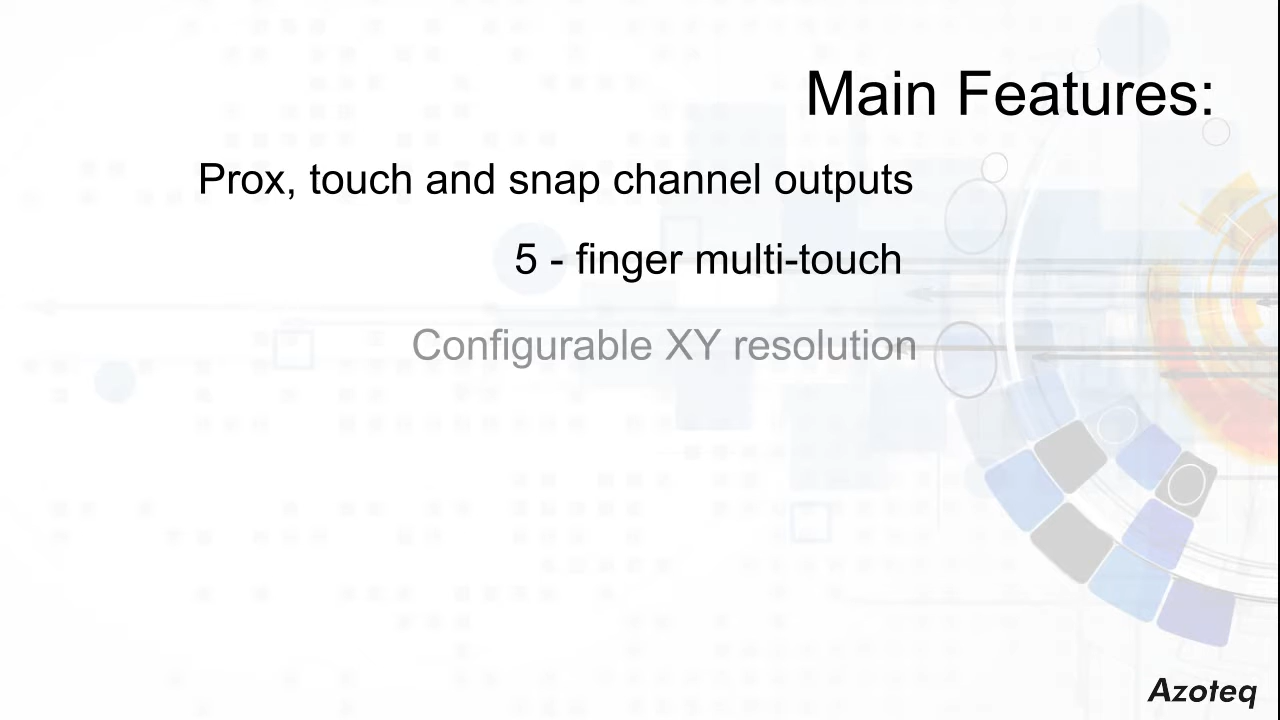 Main Features:
Prox, touch and snap channel outputs
5 - finger multi-touch
Configurable XY resolution
Azoteq